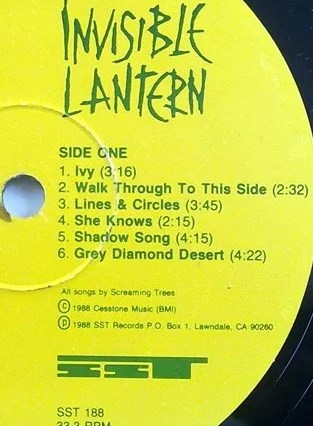 INVISIBLE
LANTERN
SIDE ONE
1. Ivy (3:16)
2. Walk Through To This Side (2:32)
3. Lines & Circles (3:45)
4. She Knows (2:15)
5. Shadow Song (4:15)
6. Grey Diamond Desert (4:22)
All songs by Screaming Trees
© 1988 Cesstone Music (BMI)
℗ 1988 SST Records P.O. Box 1, Lawndale, CA 90260
SST
SST 188
33.3 RPM